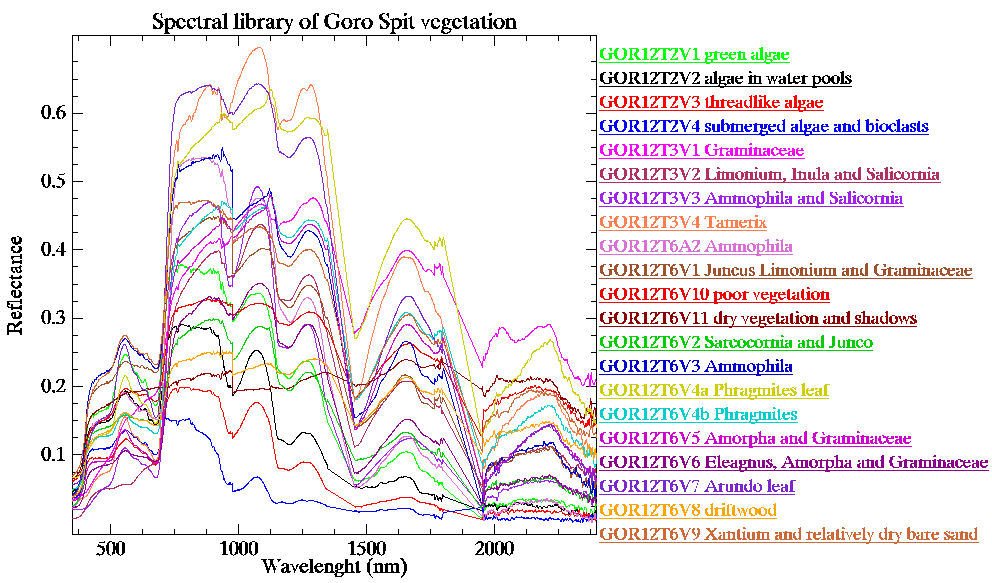 Spectral library of Goro Spit vegetation
Reflectance
0.6
0.5
0.4
0.3
0.2
0.1
500
1000
1500
2000
Wavelenght (nm)
GOR12T2V1 green algae
GOR12T2V2 algae in water pools
GOR12T2V3 threadlike algae
GOR12T2V4 submerged algae and bioclasts
GOR12T3V1 Graminaceae
GOR12T3V2 Limonium, Inula and Salicornia
GOR12T3V3 Ammophila and Salicornia
GOR12T3V4 Tamerix
GOR12T6A2 Ammophila
GOR12T6V1 Juncus Limonium and Graminaceae
GOR12T6V10 poor vegetation
GOR12T6V11 dry vegetation and shadows
GOR12T6V2 Sarcocornia and Junco
GOR12T6V3 Ammophila
GOR12T6V4a Phragmites leaf
GOR12T6V4b Phragmites
GOR12T6V5 Amorpha and Graminaceae
GOR12T6V6 Eleagnus, Amorpha and Graminaceae
GOR12T6V7 Arundo leaf
GOR12T6V8 driftwood
GOR12T6V9 Xantium and relatively dry bare sand